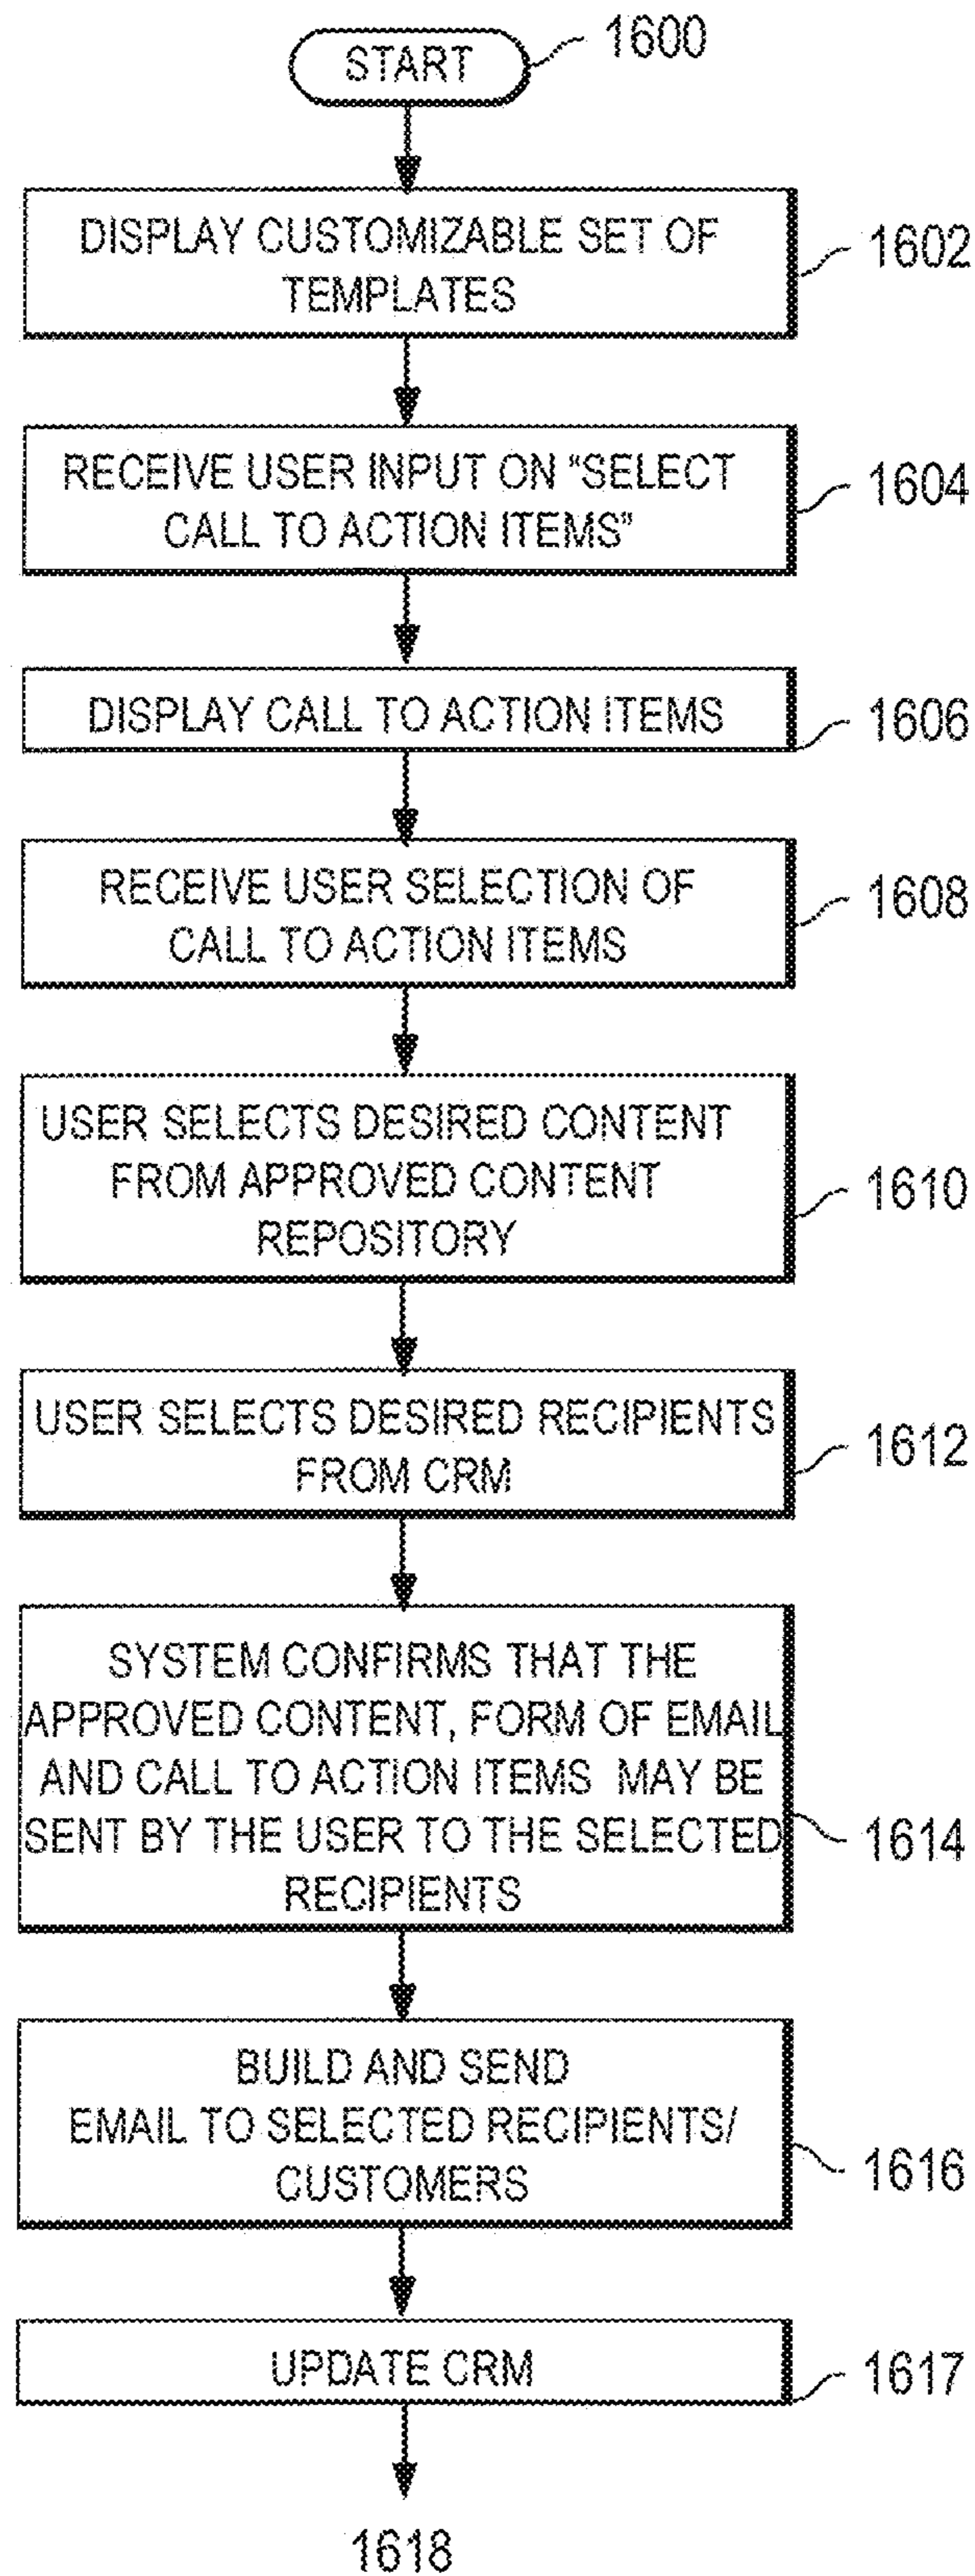 START
1600
DISPLAY CUSTOMIZABLE SET OF
TEMPLATES
1602
RECEIVE USER INPUT ON "SELECT
CALL TO ACTION ITEMS"
1604
DISPLAY CALL TO ACTION ITEMS
1606
RECEIVE USER SELECTION OF
CALL TO ACTION ITEMS
1608
USER SELECTS DESIRED CONTENT
FROM APPROVED CONTENT
REPOSITORY
1610
USER SELECTS DESIRED RECIPIENTS
FROM CRM
1612
SYSTEM CONFIRMS THAT THE
APPROVED CONTENT, FORM OF EMAIL
AND CALL TO ACTION ITEMS MAY BE
SENT BY THE USER TO THE SELECTED
RECIPIENTS
1614
BUILD AND SEND
EMAIL TO SELECTED RECIPIENTS/
CUSTOMERS
1616
UPDATE CRM
1617
1618